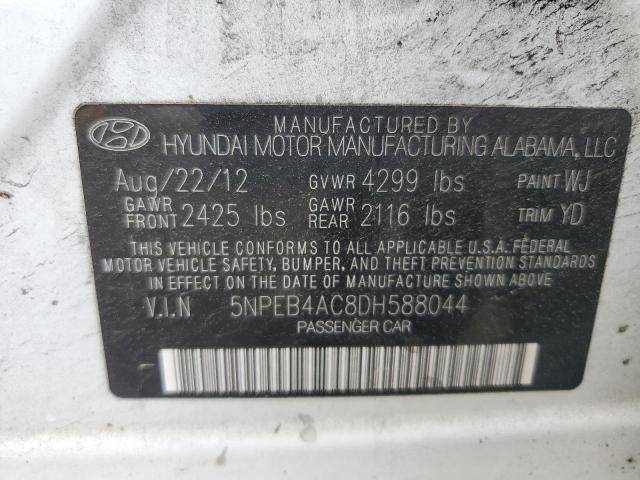 MANUFACTURED BY
HYUNDAI MOTOR MANUFACTURING ALABAMA, LLC
Aug/22/12 GVWR 4299 lbs PAINT WJ
GAWR FRONT 2425 lbs GAWR REAR 2116 lbs TRIM YD
THIS VEHICLE CONFORMS TO ALL APPLICABLE U.S.A. FEDERAL
MOTOR VEHICLE SAFETY, BUMPER, AND THEFT PREVENTION STANDARDS
IN EFFECT ON THE DATE OF MANUFACTURE SHOWN ABOVE
V.I.N 5NPEB4AC8DH588044
PASSENGER CAR